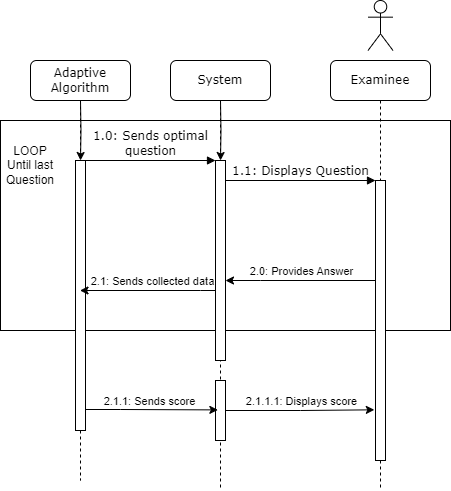 Adaptive
Algorithm
System
Examinee
LOOP
Until last
Question
1.0: Sends optimal
question
1.1: Displays Question
2.0: Provides Answer
2.1: Sends collected data
2.1.1: Sends score
2.1.1.1: Displays score